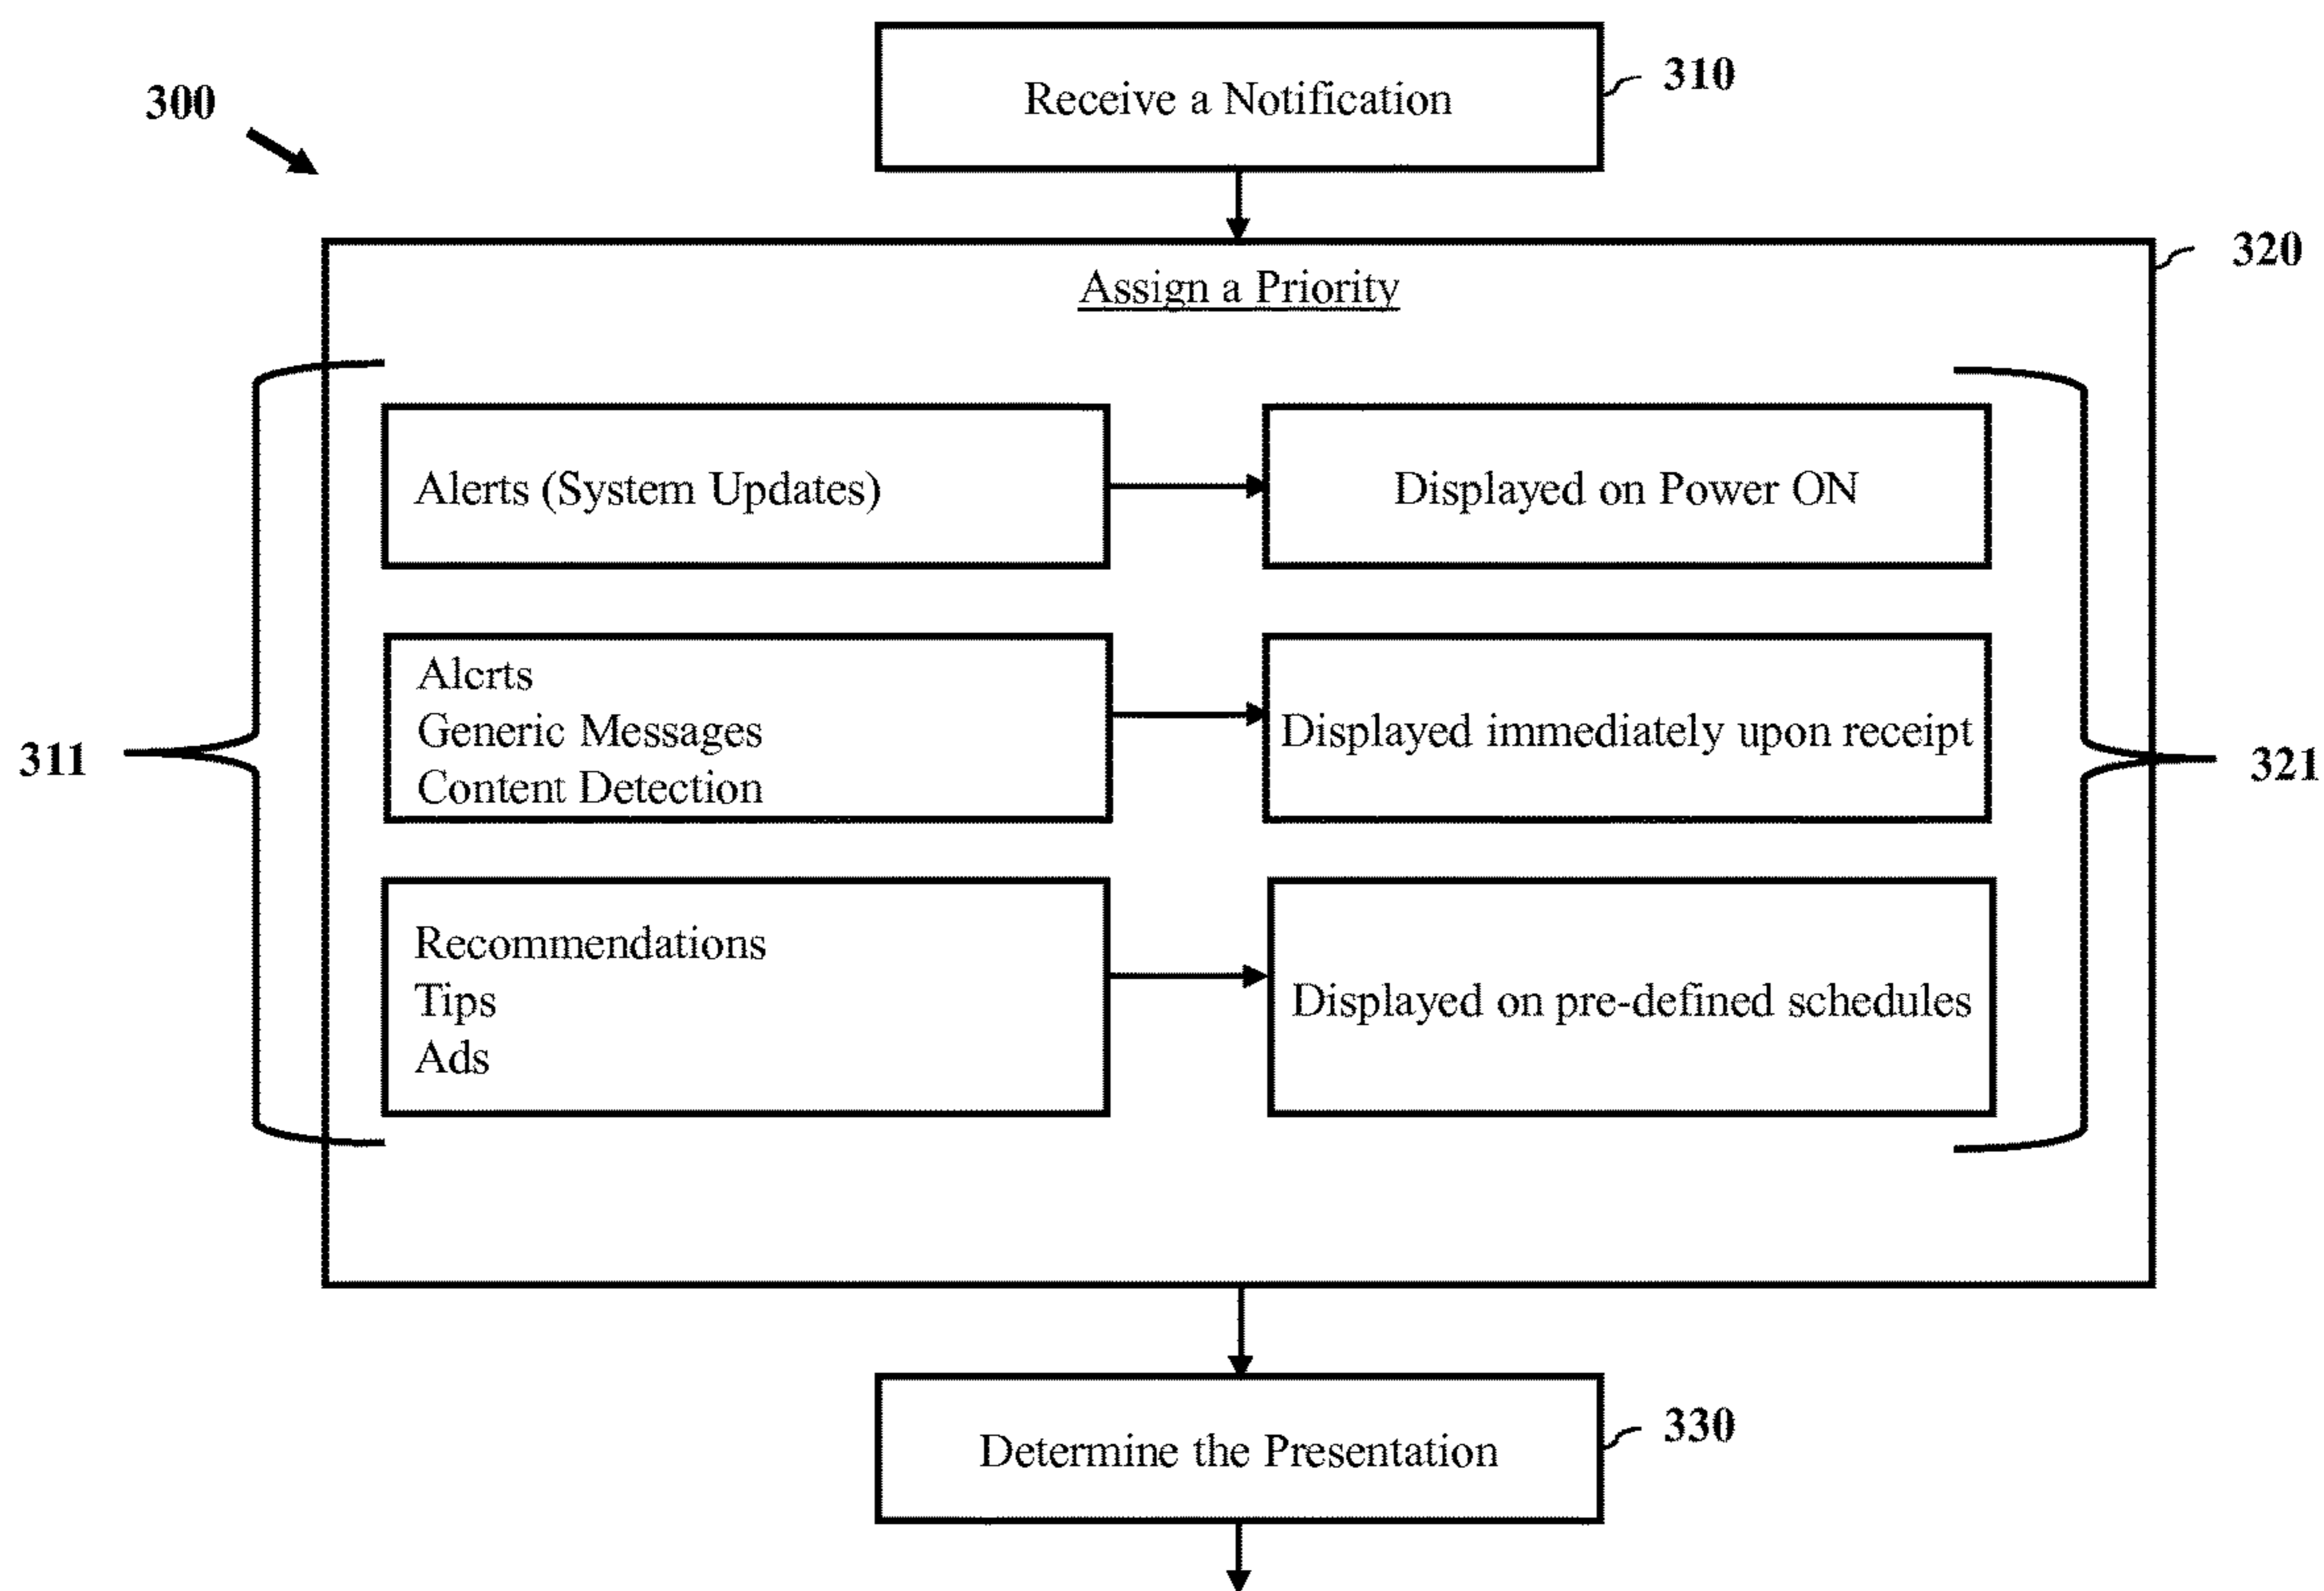 300
Receive a Notification
310
320
Assign a Priority
Alerts (System Updates)
Displayed on Power ON
Alerts
Generic Messages
Content Detection
Displayed immediately upon receipt
311
321
Recommendations
Tips
Ads
Displayed on pre-defined schedules
Determine the Presentation
330